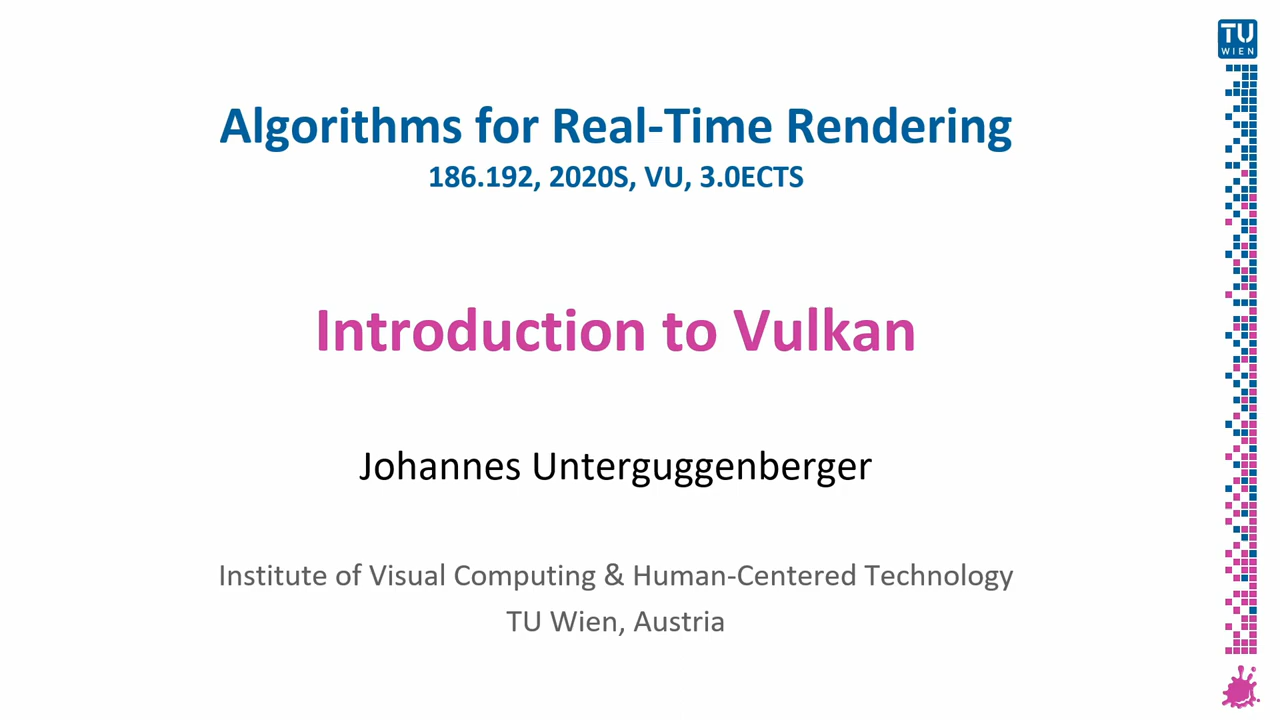 TU
WIEN
Algorithms for Real-Time Rendering
186.192, 2020S, VU, 3.0ECTS
Introduction to Vulkan
Johannes Unterguggenberger
Institute of Visual Computing & Human-Centered Technology
TU Wien, Austria